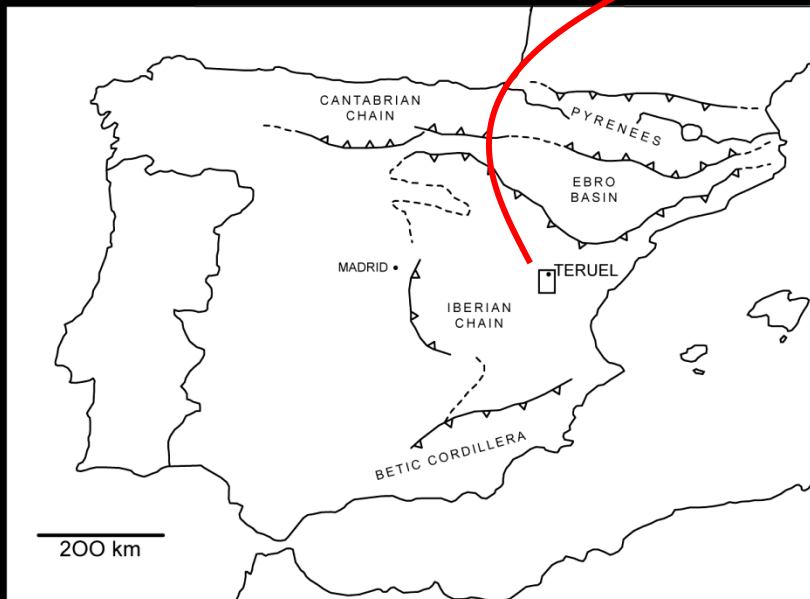 CANTABRIAN
CHAIN
PYRENEES
EBRO
BASIN
MADRID
TERUEL
IBERIAN
CHAIN
BETIC CORDILLERA
200 km